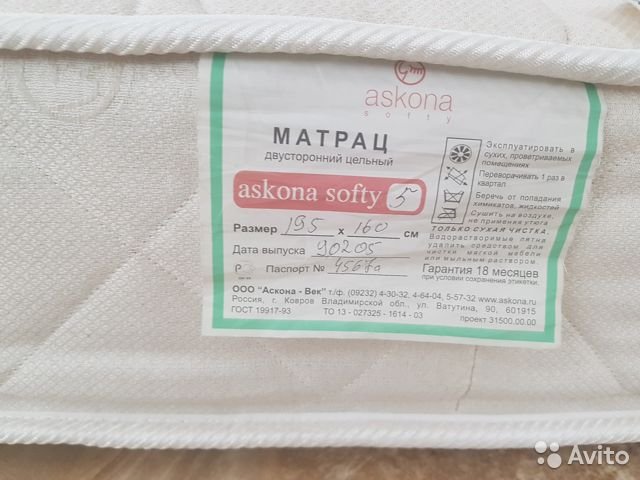 askona
softy
МАТРАЦ
двусторонний цельный
askona softy 5
Размер 195 х 160 см
Дата выпуска 90205
Паспорт №
ООО "Аскона - Век" т./ф. (09232) 4-30-32, 4-64-04, 5-57-32 www.askona.ru
Россия, г. Ковров Владимирской обл., ул. Ватутина, 90, 601915
ГОСТ 19917-93 ТО 13 - 027325 - 1614 - 03 проект 31500.00.00
Эксплуатировать в
сухих, проветриваемых
помещениях
Переворачивать 1 раз в
квартал
Беречь от попадания
химикатов, жидкостей
Сушить на воздухе,
не применяя утюга
ТОЛЬКО СУХАЯ ЧИСТКА.
Водорастворимые пятна
удалить средством для
чистки мягкой мебели
или мыльным раствором.
Гарантия 18 месяцев
при условии сохранения этикетки.
Avito